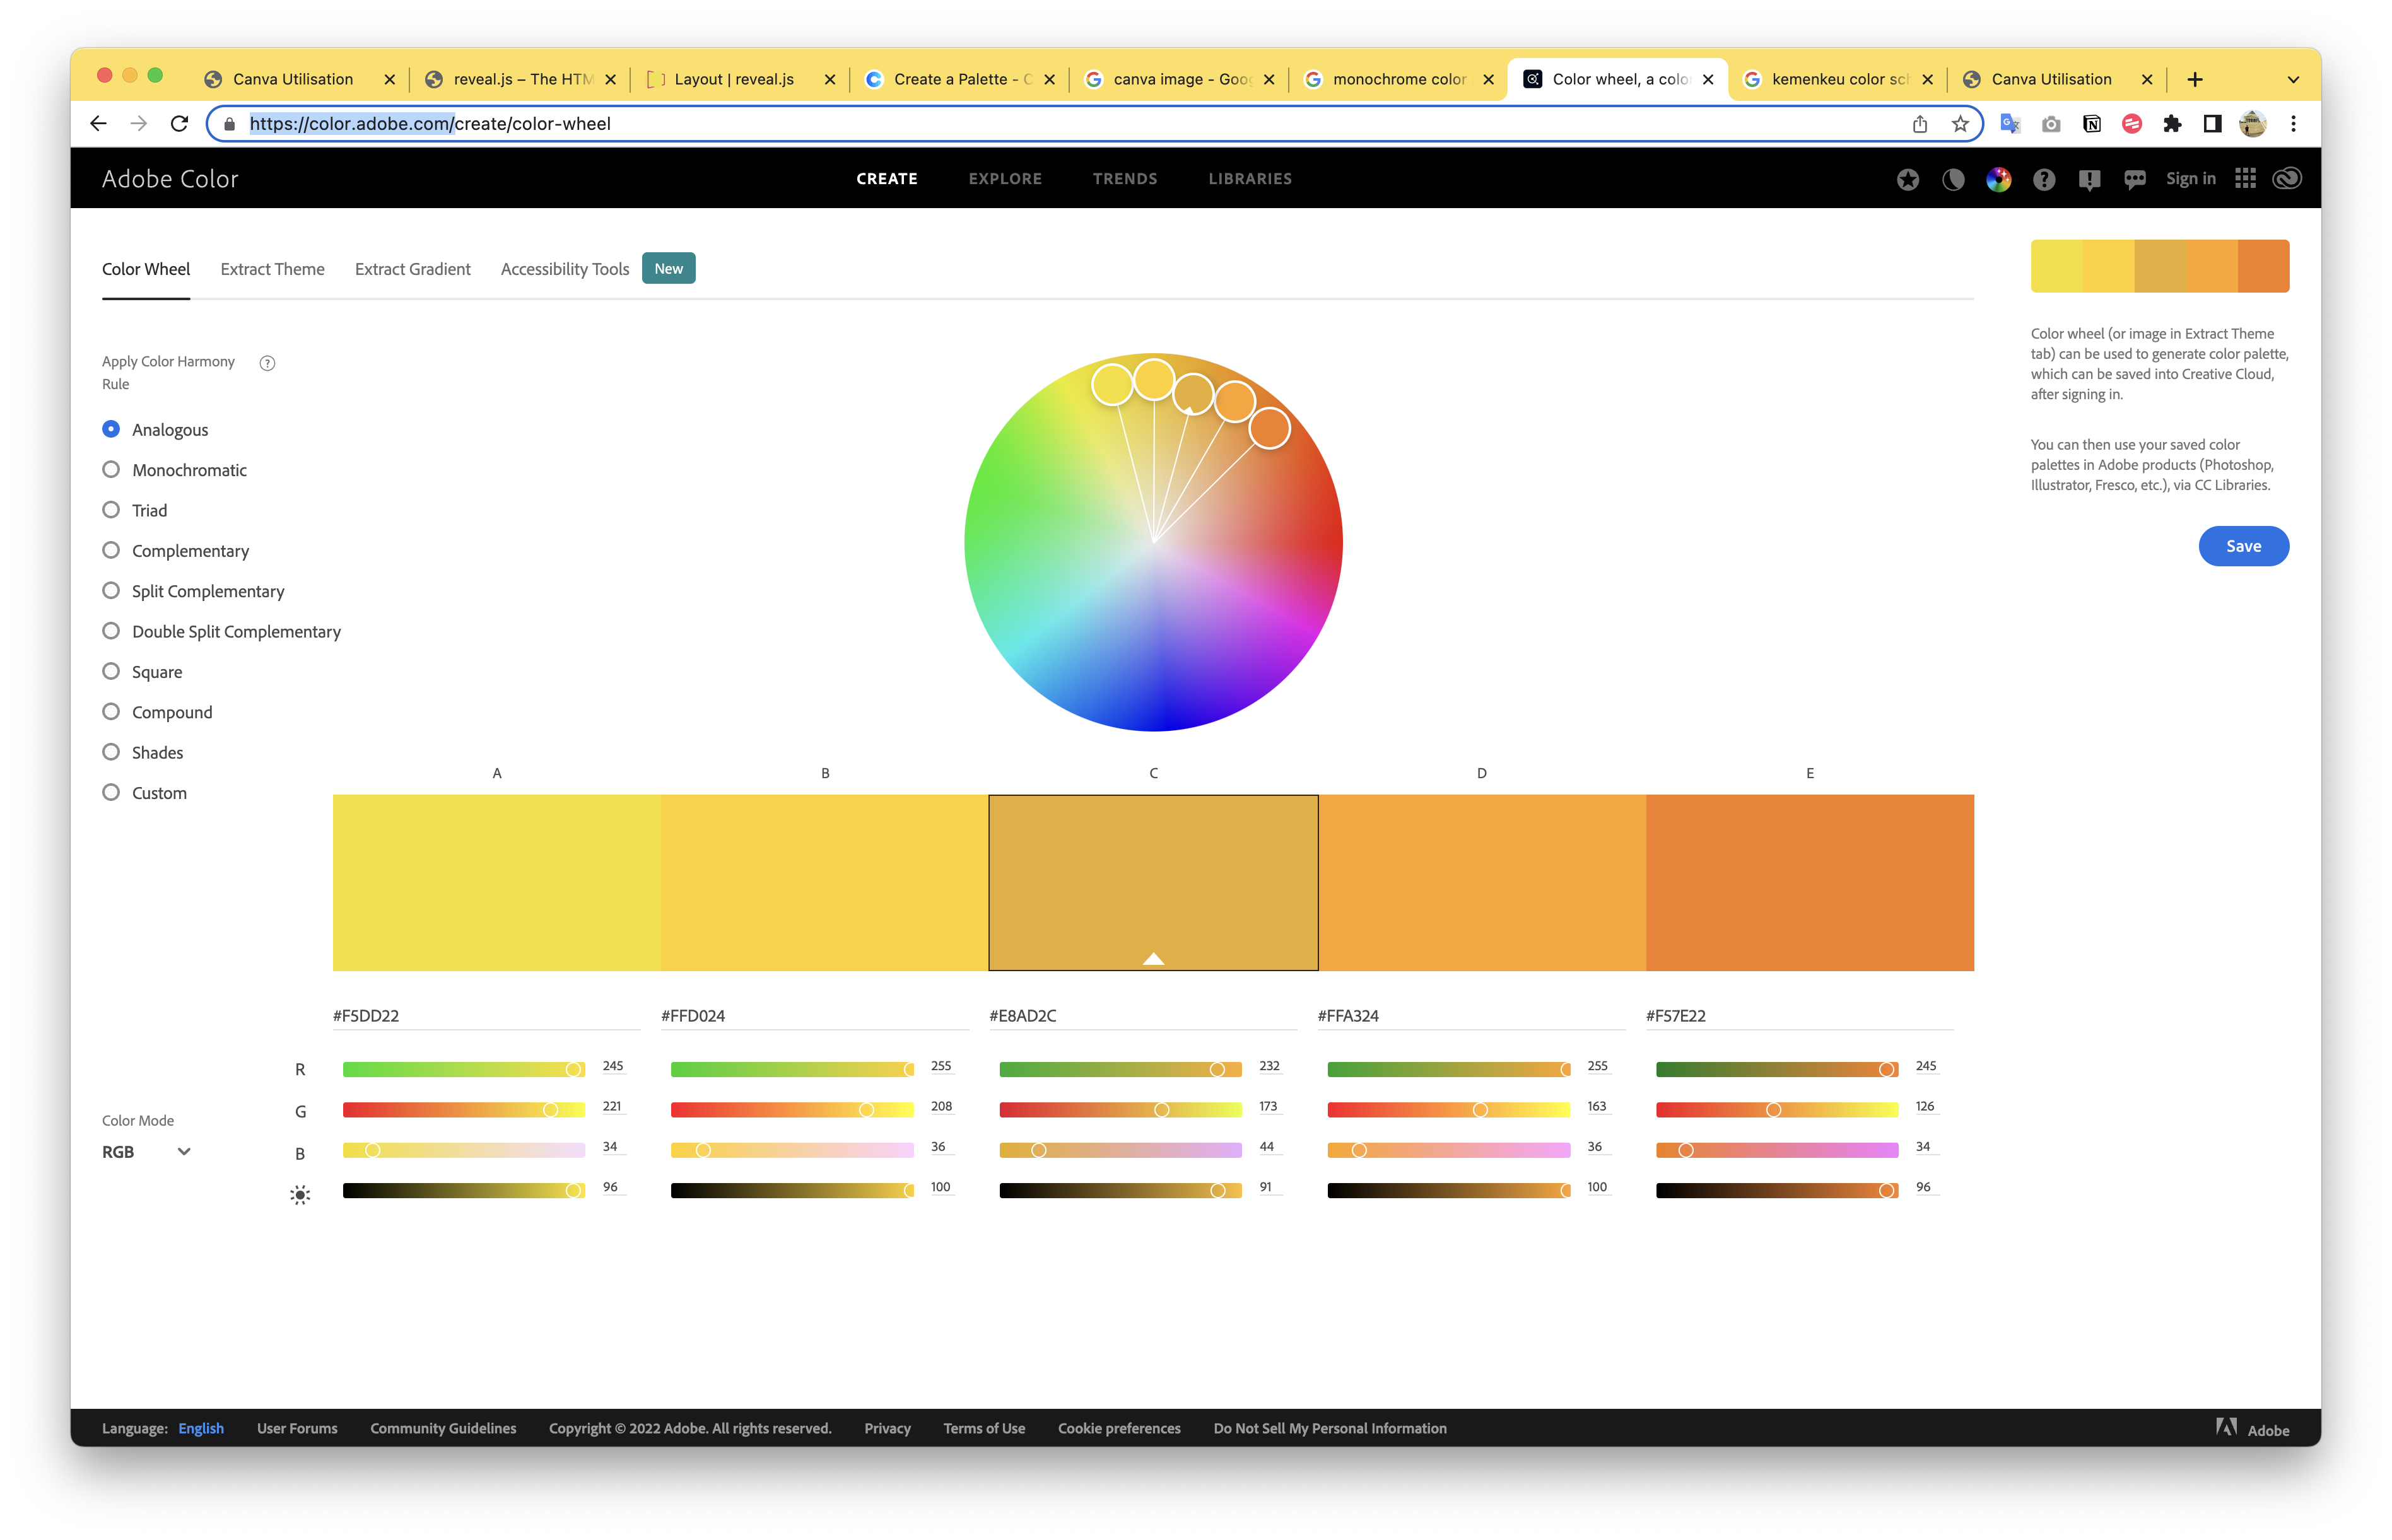 Canva Utilisation
reveal.js – The HTM
Layout | reveal.js
Create a Palette - C
canva image - Goog
monochrome color
Color wheel, a colo
kemenkeu color sch
Canva Utilisation
https://color.adobe.com/create/color-wheel
Adobe Color
CREATE
EXPLORE
TRENDS
LIBRARIES
Sign in
Color Wheel
Extract Theme
Extract Gradient
Accessibility Tools
New
Color wheel (or image in Extract Theme
tab) can be used to generate color palette,
which can be saved into Creative Cloud,
after signing in.
You can then use your saved color
palettes in Adobe products (Photoshop,
Illustrator, Fresco, etc.), via CC Libraries.
Save
Apply Color Harmony
Rule
Analogous
Monochromatic
Triad
Complementary
Split Complementary
Double Split Complementary
Square
Compound
Shades
Custom
A
B
C
D
E
#F5DD22
#FFD024
#E8AD2C
#FFA324
#F57E22
R
245
255
232
255
245
G
221
208
173
163
126
Color Mode
RGB
B
34
36
44
36
34
96
100
91
100
96
Language: English
User Forums
Community Guidelines
Copyright © 2022 Adobe. All rights reserved.
Privacy
Terms of Use
Cookie preferences
Do Not Sell My Personal Information
Adobe